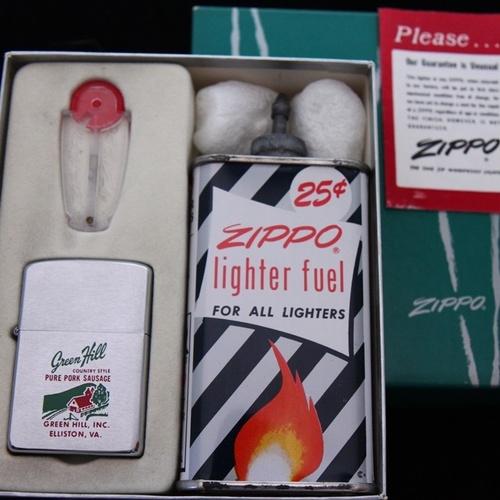 Please...
Our Guarantee is Unusual
ZIPPO
25¢
ZIPPO®
lighter fuel
FOR ALL LIGHTERS
Green Hill
COUNTRY STYLE
PURE PORK SAUSAGE
GREEN HILL, INC.
ELLISTON, VA.
ZIPPO